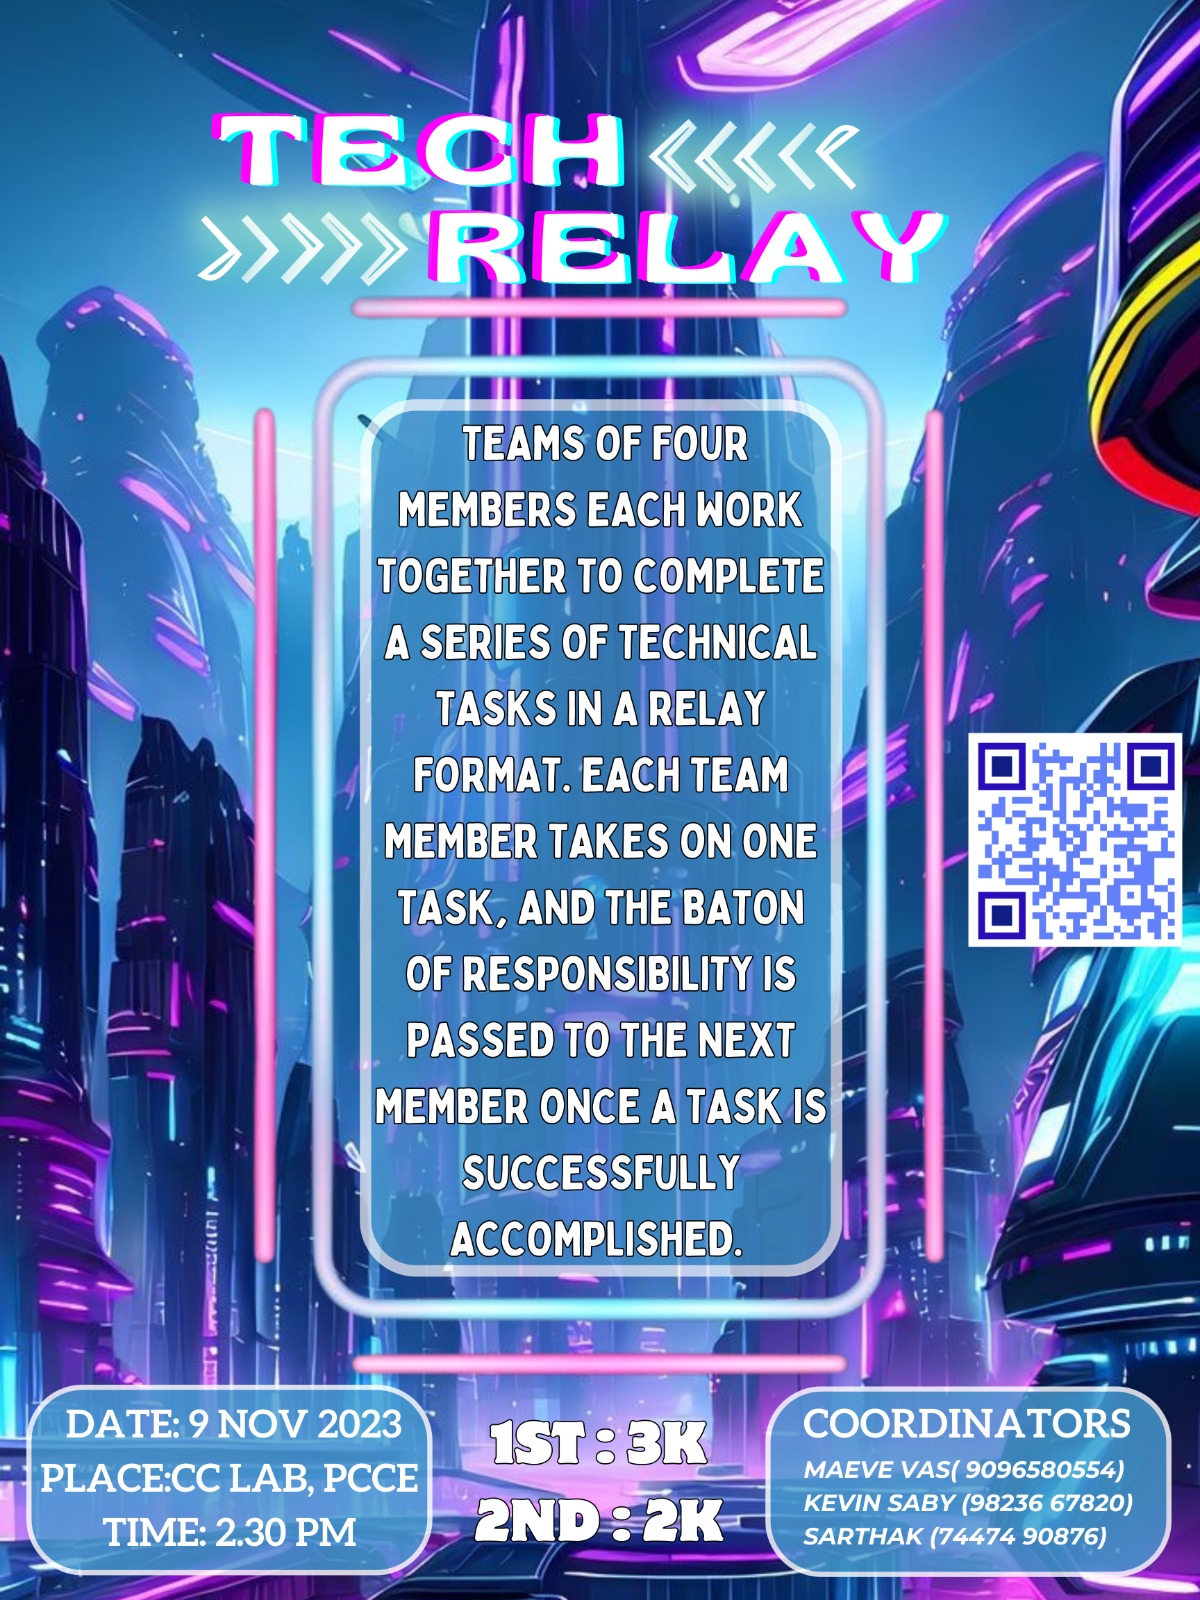 TECH
RELAY
TEAMS OF FOUR
MEMBERS EACH WORK
TOGETHER TO COMPLETE
A SERIES OF TECHNICAL
TASKS IN A RELAY
FORMAT. EACH TEAM
MEMBER TAKES ON ONE
TASK, AND THE BATON
OF RESPONSIBILITY IS
PASSED TO THE NEXT
MEMBER ONCE A TASK IS
SUCCESSFULLY
ACCOMPLISHED.
DATE: 9 NOV 2023
PLACE:CC LAB, PCCE
TIME: 2.30 PM
1ST : 3K
2ND : 2K
COORDINATORS
MAEVE VAS( 9096580554)
KEVIN SABY (98236 67820)
SARTHAK (74474 90876)